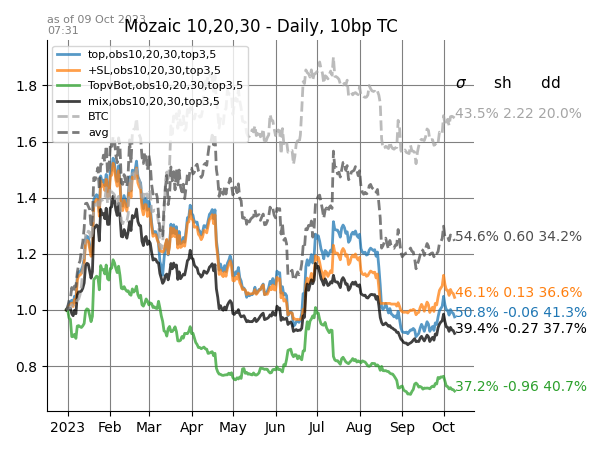 as of 09 Oct 2023
07:31
Mozaic 10,20,30 - Daily, 10bp TC
top,obs10,20,30,top3,5
+SL,obs10,20,30,top3,5
TopvBot,obs10,20,30,top3,5
mix,obs10,20,30,top3,5
BTC
avg
σ sh dd
43.5% 2.22 20.0%
54.6% 0.60 34.2%
46.1% 0.13 36.6%
50.8% -0.06 41.3%
39.4% -0.27 37.7%
37.2% -0.96 40.7%
1.8
1.6
1.4
1.2
1.0
0.8
2023 Feb Mar Apr May Jun Jul Aug Sep Oct